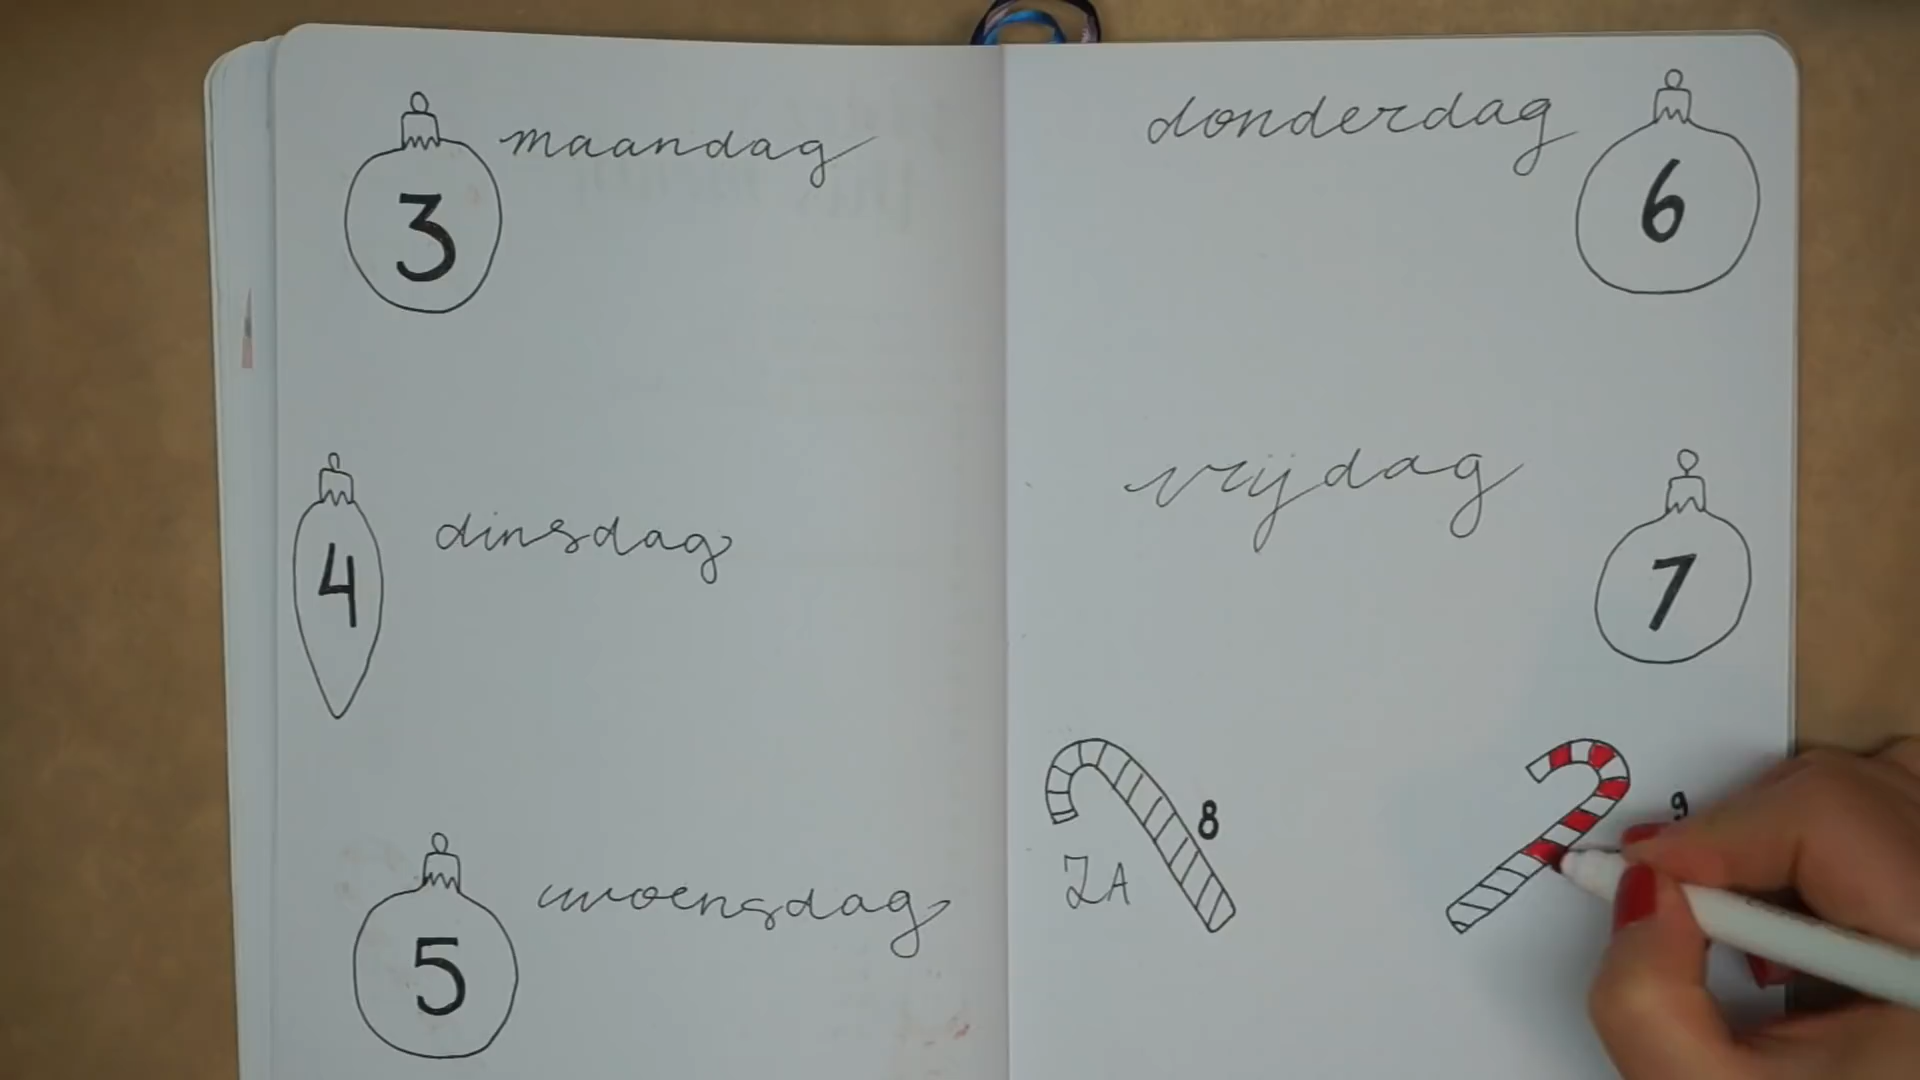 3 maandag
4 dinsdag
5 woensdag
donderdag 6
vrijdag 7
8
ZA
9